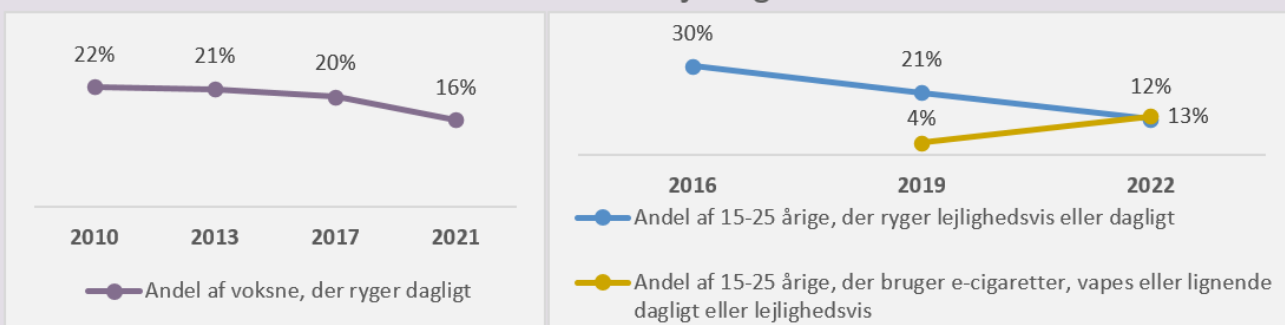 22%
21%
20%
16%
2010 2013 2017 2021
Andel af voksne, der ryger dagligt
30%
21%
12%
4%
13%
2016 2019 2022
Andel af 15-25 årige, der ryger lejlighedsvis eller dagligt
Andel af 15-25 årige, der bruger e-cigaretter, vapes eller lignende
dagligt eller lejlighedsvis